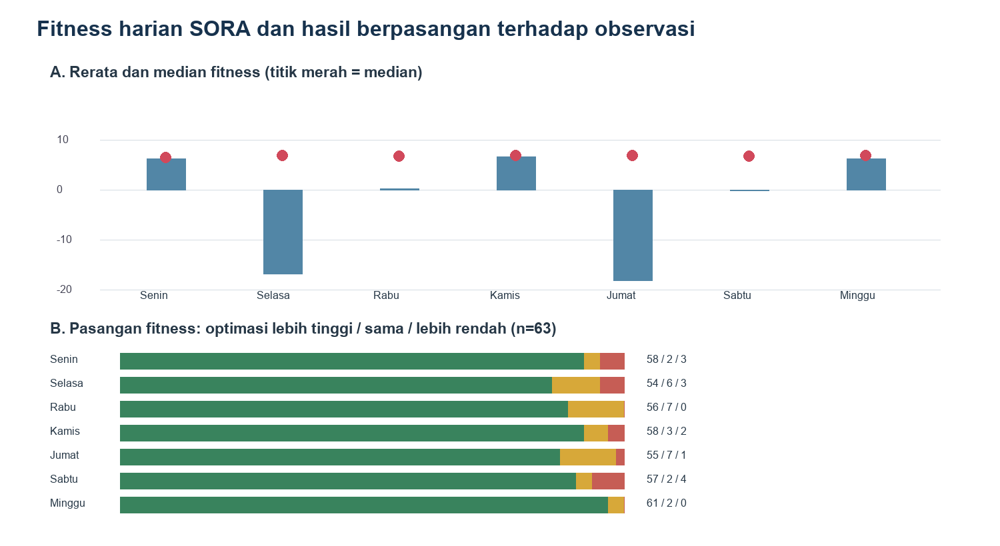 Fitness harian SORA dan hasil berpasangan terhadap observasi
A. Rerata dan median fitness (titik merah = median)
10
0
-10
-20
Senin Selasa Rabu Kamis Jumat Sabtu Minggu
B. Pasangan fitness: optimasi lebih tinggi / sama / lebih rendah (n=63)
Senin 58 / 2 / 3
Selasa 54 / 6 / 3
Rabu 56 / 7 / 0
Kamis 58 / 3 / 2
Jumat 55 / 7 / 1
Sabtu 57 / 2 / 4
Minggu 61 / 2 / 0